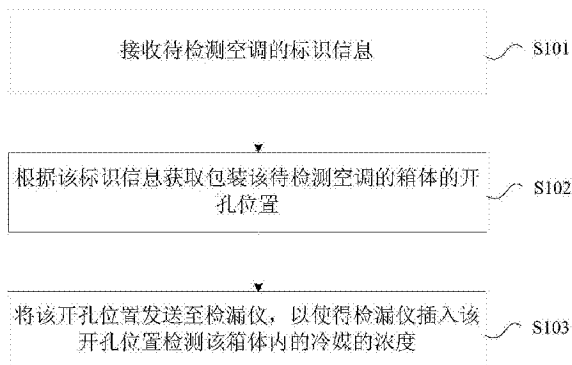 接收待检测空调的标识信息
S101
根据该标识信息获取包装该待检测空调的箱体的开
孔位置
S102
将该开孔位置发送至检漏仪，以使得检漏仪插入该
开孔位置检测该箱体内的冷媒的浓度
S103